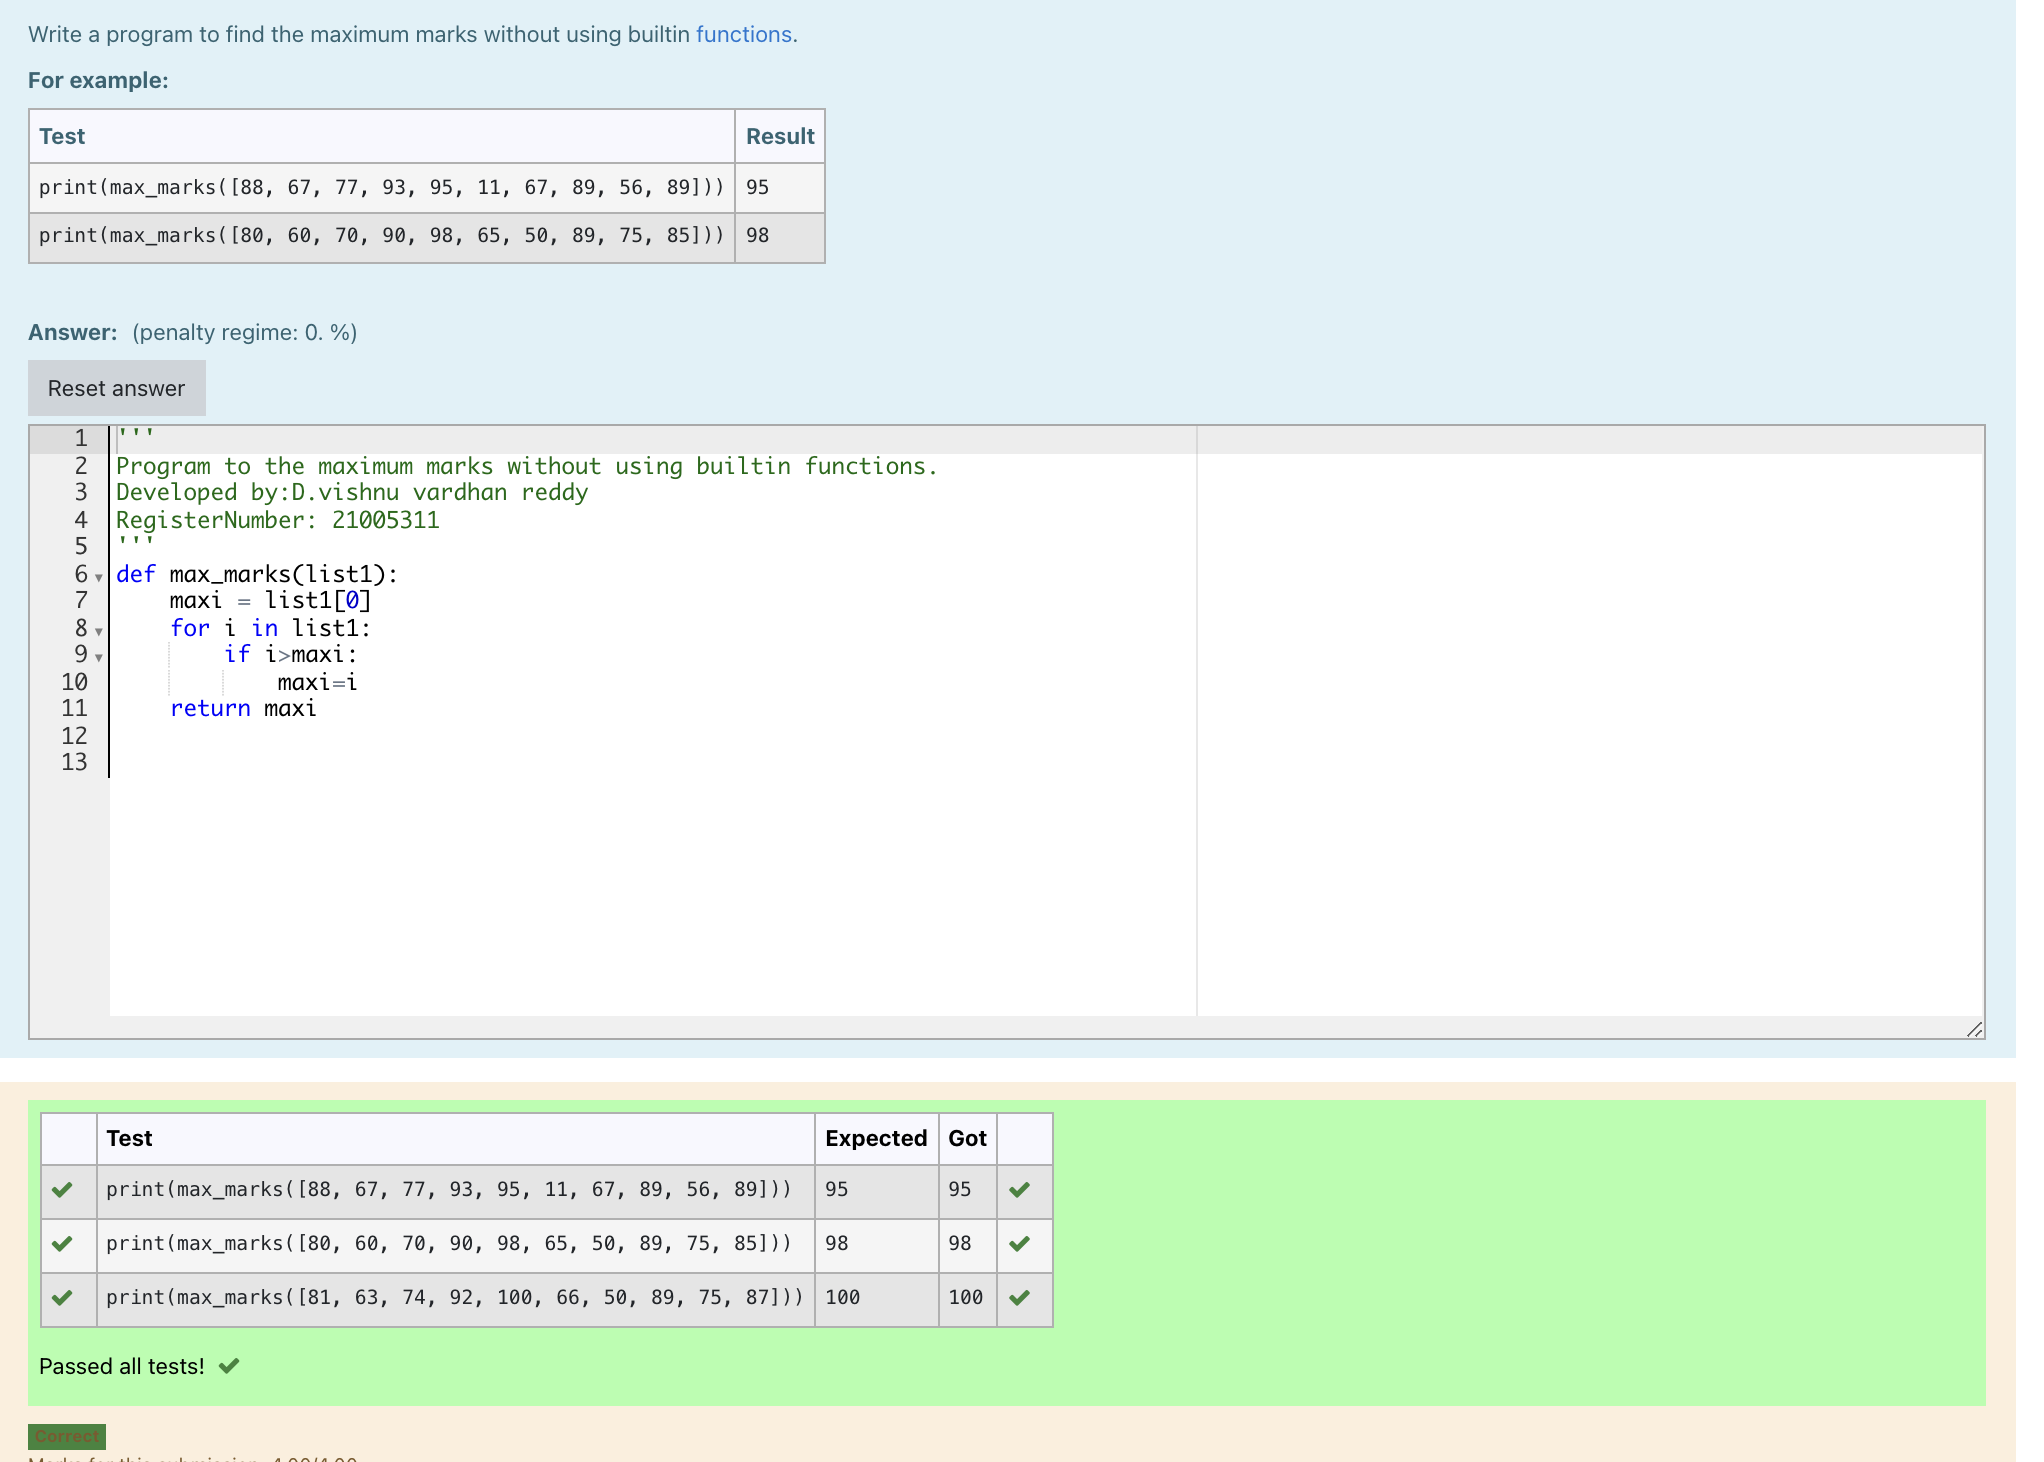 Write a program to find the maximum marks without using builtin functions.
For example:
Test Result
print(max_marks([88, 67, 77, 93, 95, 11, 67, 89, 56, 89])) 95
print(max_marks([80, 60, 70, 90, 98, 65, 50, 89, 75, 85])) 98
Answer: (penalty regime: 0. %)
Reset answer
1 '''
2 Program to the maximum marks without using builtin functions.
3 Developed by:D.vishnu vardhan reddy
4 RegisterNumber: 21005311
5 '''
6 def max_marks(list1):
7     maxi = list1[0]
8     for i in list1:
9         if i>maxi:
10             maxi=i
11     return maxi
12
13
Test Expected Got
print(max_marks([88, 67, 77, 93, 95, 11, 67, 89, 56, 89])) 95 95
print(max_marks([80, 60, 70, 90, 98, 65, 50, 89, 75, 85])) 98 98
print(max_marks([81, 63, 74, 92, 100, 66, 50, 89, 75, 87])) 100 100
Passed all tests!
Correct
Marks for this submission: